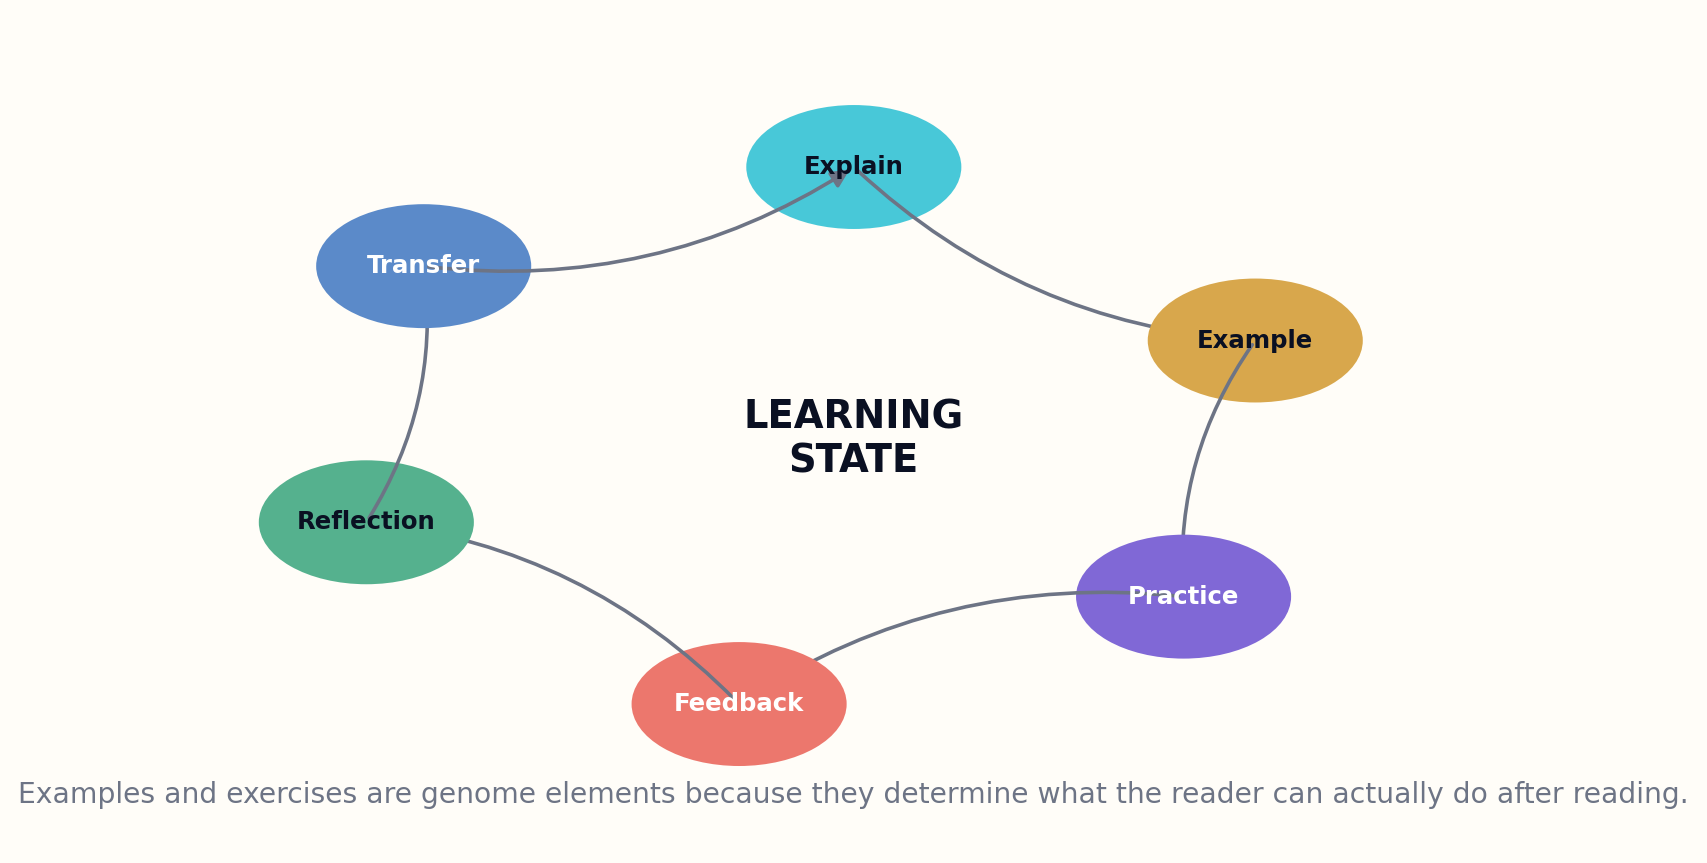 Explain
Transfer
Example
LEARNING
STATE
Reflection
Practice
Feedback
Examples and exercises are genome elements because they determine what the reader can actually do after reading.